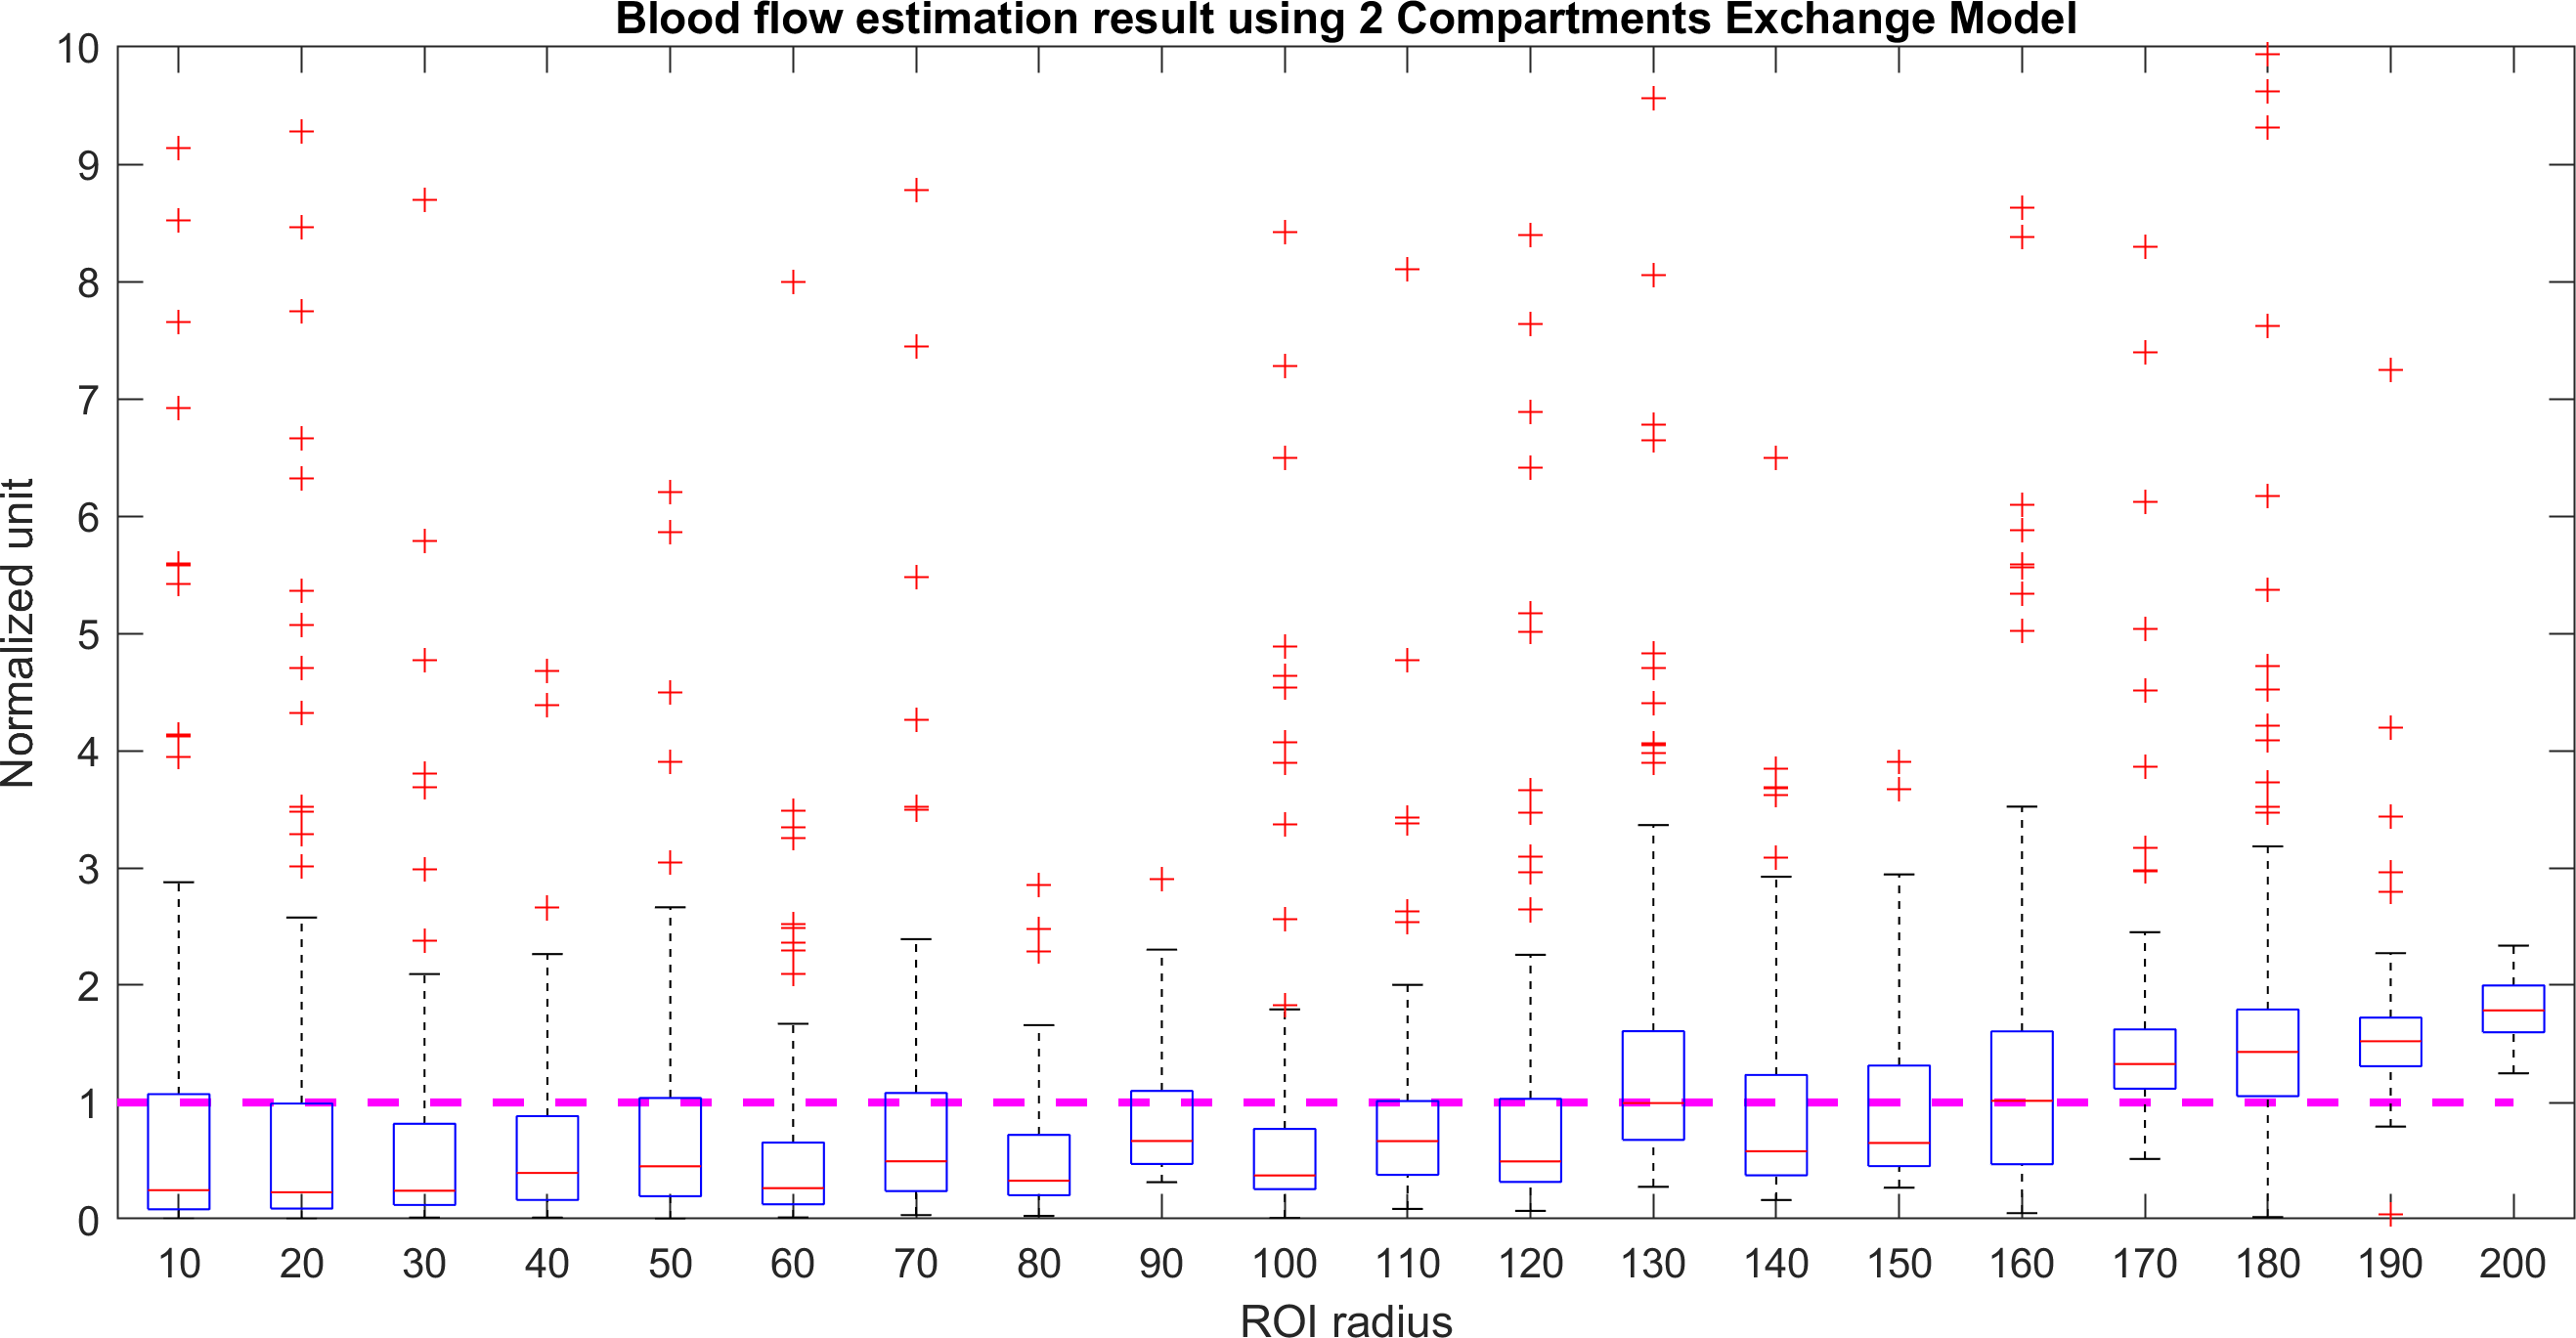 Blood flow estimation result using 2 Compartments Exchange Model
10
9
8
7
6
5
4
3
2
1
0
Normalized unit
10 20 30 40 50 60 70 80 90 100 110 120 130 140 150 160 170 180 190 200
ROI radius